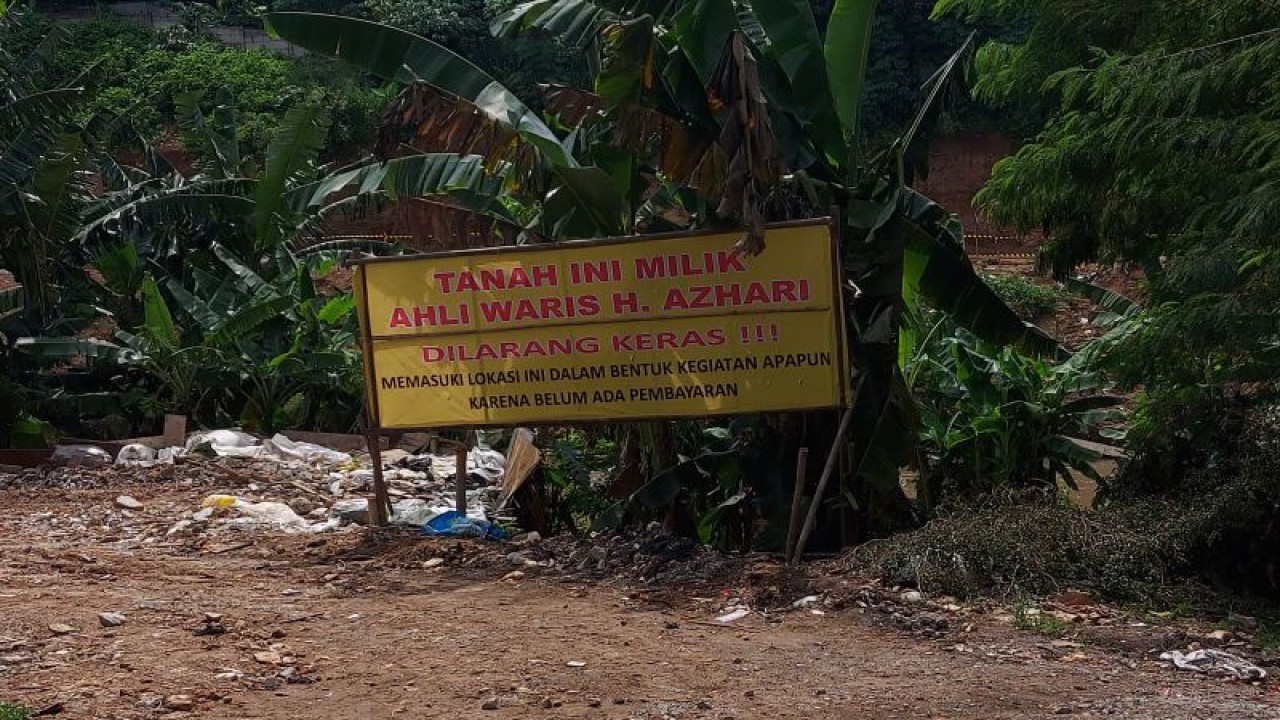 TANAH INI MILIK
AHLI WARIS H. AZHARI
DILARANG KERAS !!!
MEMASUKI LOKASI INI DALAM BENTUK KEGIATAN APAPUN
KARENA BELUM ADA PEMBAYARAN